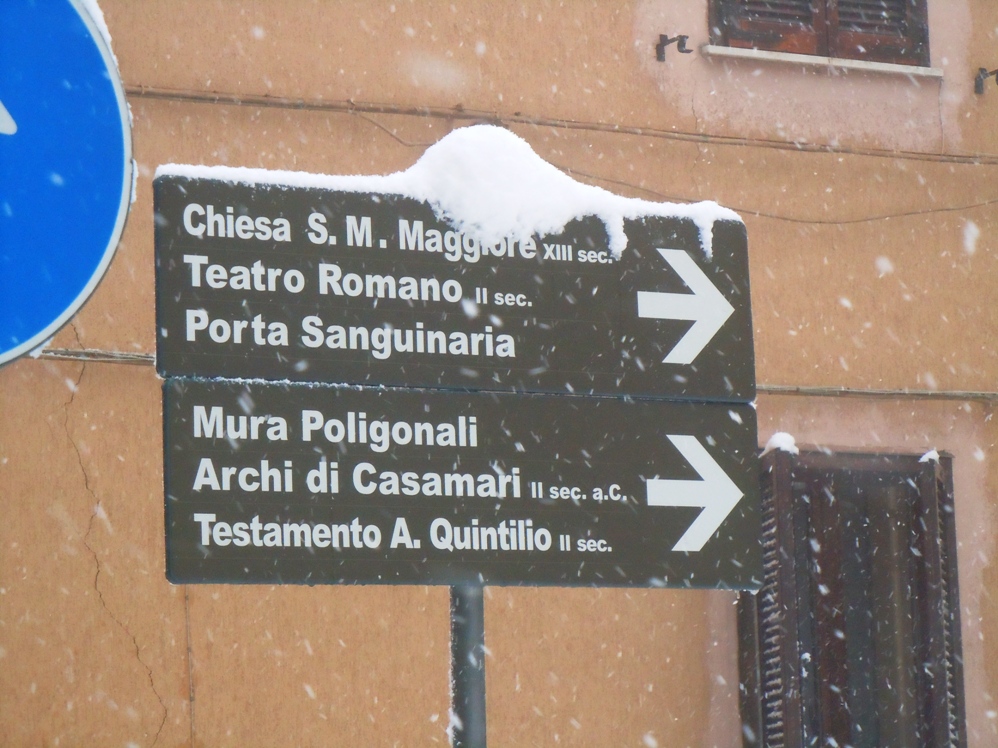 Chiesa S. M. Maggiore XIII sec.
Teatro Romano II sec.
Porta Sanguinaria
Mura Poligonali
Archi di Casamari II sec. a.C.
Testamento A. Quintilio II sec.